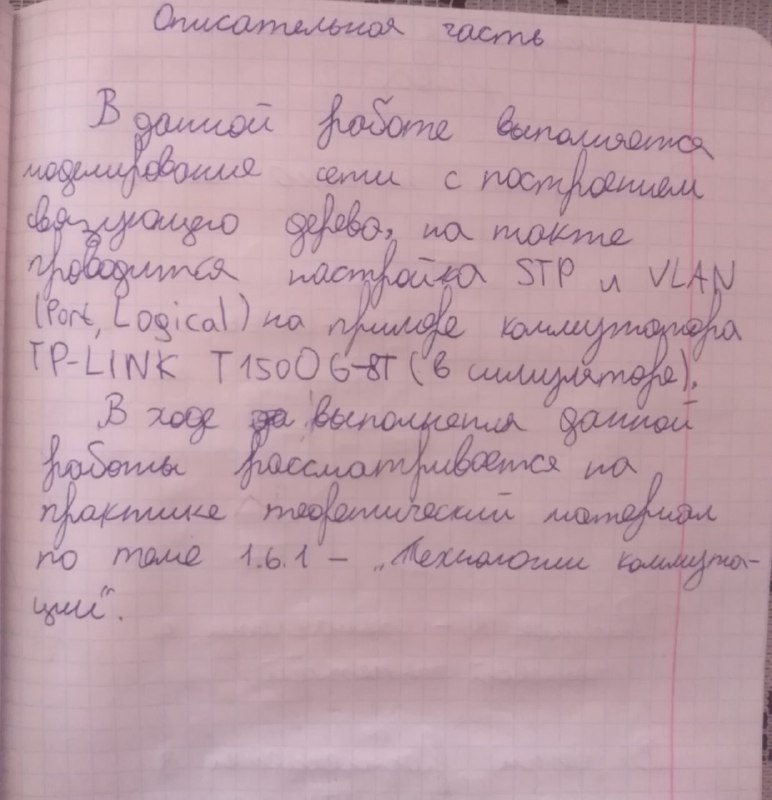 Описательная часть
В данной работе выполняется
моделирование сети с построением
связующего дерева, на также
проводится настройка STP и VLAN
(Port, Logical) на примере коммутатора
TP-LINK T1500G-8T (в симуляторе).
В ходе выполнения данной
работы рассматривается на
практике теоретический материал
по теме 1.6.1 – „Технологии коммута-
ции“.